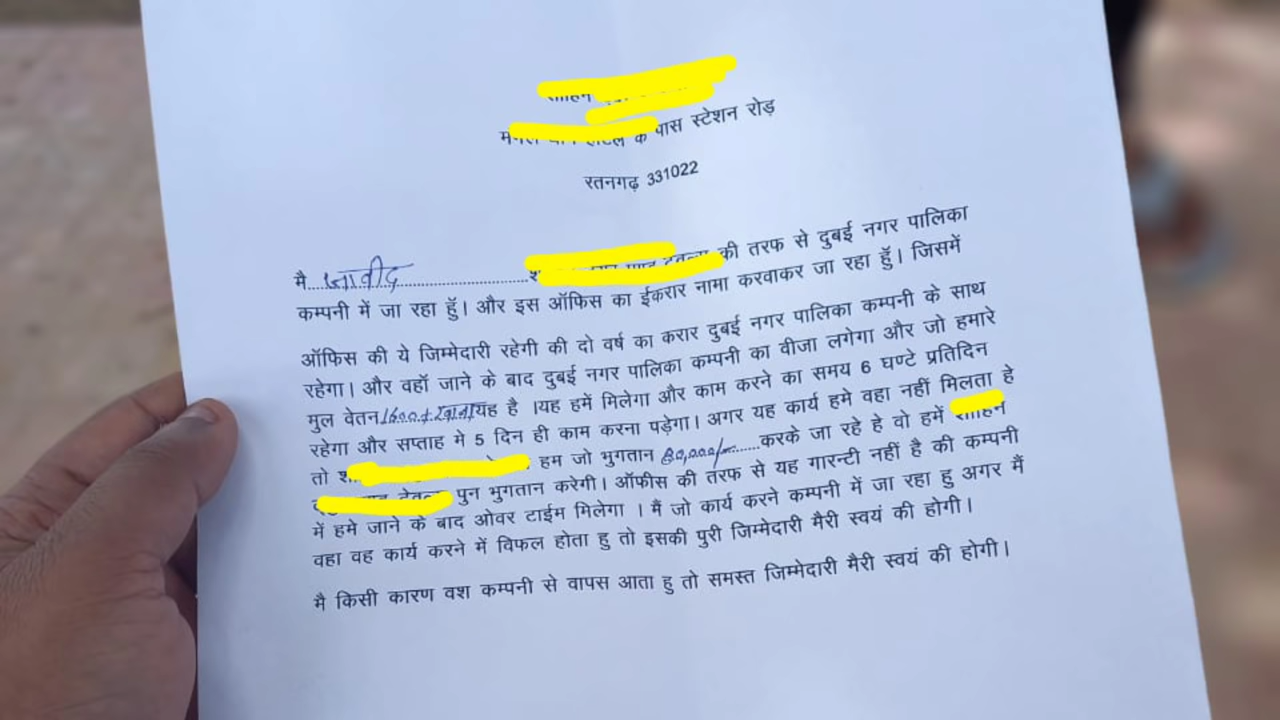 पास स्टेशन रोड़
रतनगढ़ 331022
मै....जावीद............................. की तरफ से दुबई नगर पालिका
कम्पनी में जा रहा हूॅ। और इस ऑफिस का ईकरार नामा करवाकर जा रहा हूॅ। जिसमें
ऑफिस की ये जिम्मेदारी रहेगी की दो वर्ष का करार दुबई नगर पालिका कम्पनी के साथ
रहेगा। और वहॉ जाने के बाद दुबई नगर पालिका कम्पनी का वीजा लगेगा और जो हमारे
मुल वेतन 1600+खाना यह है ।यह हमें मिलेगा और काम करने का समय 6 घण्टे प्रतिदिन
रहेगा और सप्ताह मे 5 दिन ही काम करना पड़ेगा। अगर यह कार्य हमे वहा नहीं मिलता हे
तो हम जो भुगतान 80,000/-......करके जा रहे हे वो हमें
पुन भुगतान करेगी। ऑफीस की तरफ से यह गारन्टी नहीं है की कम्पनी
में हमे जाने के बाद ओवर टाईम मिलेगा । मैं जो कार्य करने कम्पनी में जा रहा हु अगर मैं
वहा वह कार्य करने में विफल होता हु तो इसकी पुरी जिम्मेदारी मैरी स्वयं की होगी।
मै किसी कारण वश कम्पनी से वापस आता हु तो समस्त जिम्मेदारी मैरी स्वयं की होगी।